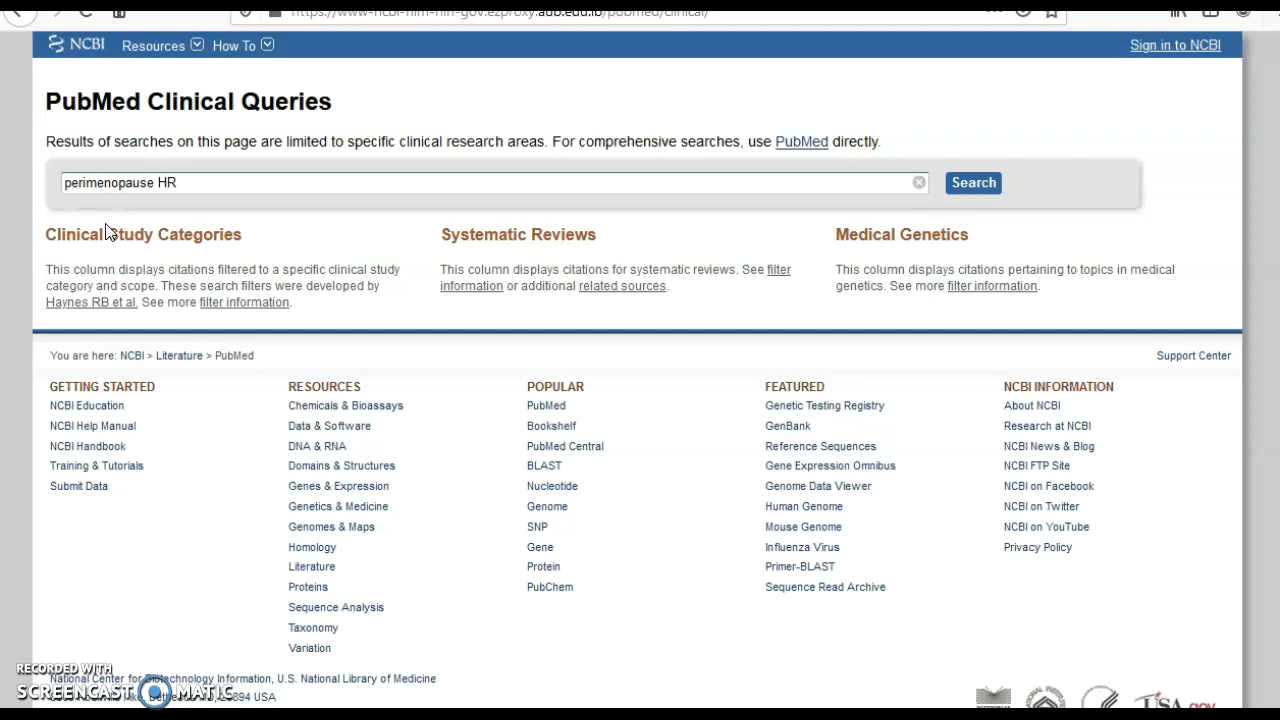 https://www-ncbi-nlm-nih-gov.ezproxy.aub.edu.lb/pubmed/clinical/
NCBI Resources How To Sign in to NCBI
PubMed Clinical Queries
Results of searches on this page are limited to specific clinical research areas. For comprehensive searches, use PubMed directly.
perimenopause HR Search
Clinical Study Categories
This column displays citations filtered to a specific clinical study
category and scope. These search filters were developed by
Haynes RB et al. See more filter information.
Systematic Reviews
This column displays citations for systematic reviews. See filter
information or additional related sources.
Medical Genetics
This column displays citations pertaining to topics in medical
genetics. See more filter information.
You are here: NCBI > Literature > PubMed Support Center
GETTING STARTED
NCBI Education
NCBI Help Manual
NCBI Handbook
Training & Tutorials
Submit Data
RESOURCES
Chemicals & Bioassays
Data & Software
DNA & RNA
Domains & Structures
Genes & Expression
Genetics & Medicine
Genomes & Maps
Homology
Literature
Proteins
Sequence Analysis
Taxonomy
Variation
POPULAR
PubMed
Bookshelf
PubMed Central
BLAST
Nucleotide
Genome
SNP
Gene
Protein
PubChem
FEATURED
Genetic Testing Registry
GenBank
Reference Sequences
Gene Expression Omnibus
Genome Data Viewer
Human Genome
Mouse Genome
Influenza Virus
Primer-BLAST
Sequence Read Archive
NCBI INFORMATION
About NCBI
Research at NCBI
NCBI News & Blog
NCBI FTP Site
NCBI on Facebook
NCBI on Twitter
NCBI on YouTube
Privacy Policy
National Center for Biotechnology Information, U.S. National Library of Medicine
20894 USA
RECORDED WITH
SCREENCAST MATIC
USA.gov